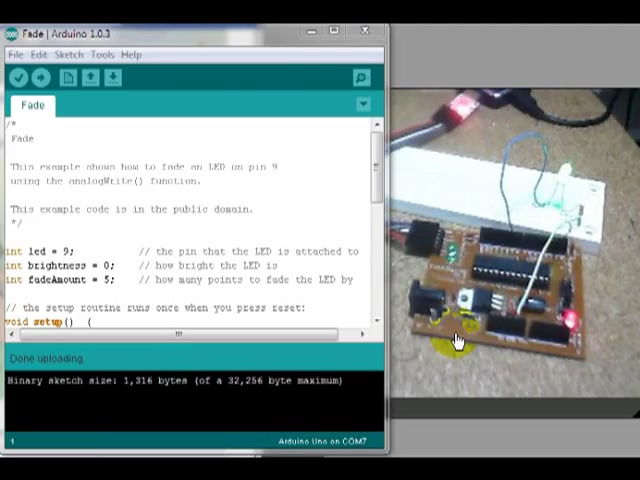 Fade | Arduino 1.0.3
File Edit Sketch Tools Help
Fade
/*
Fade
This example shows how to fade an LED on pin 9
using the analogWrite() function.
This example code is in the public domain.
*/
int led = 9; // the pin that the LED is attached to
int brightness = 0; // how bright the LED is
int fadeAmount = 5; // how many points to fade the LED by
// the setup routine runs once when you press reset:
void setup() {
Done uploading.
Binary sketch size: 1,316 bytes (of a 32,256 byte maximum)
1 Arduino Uno on COM7